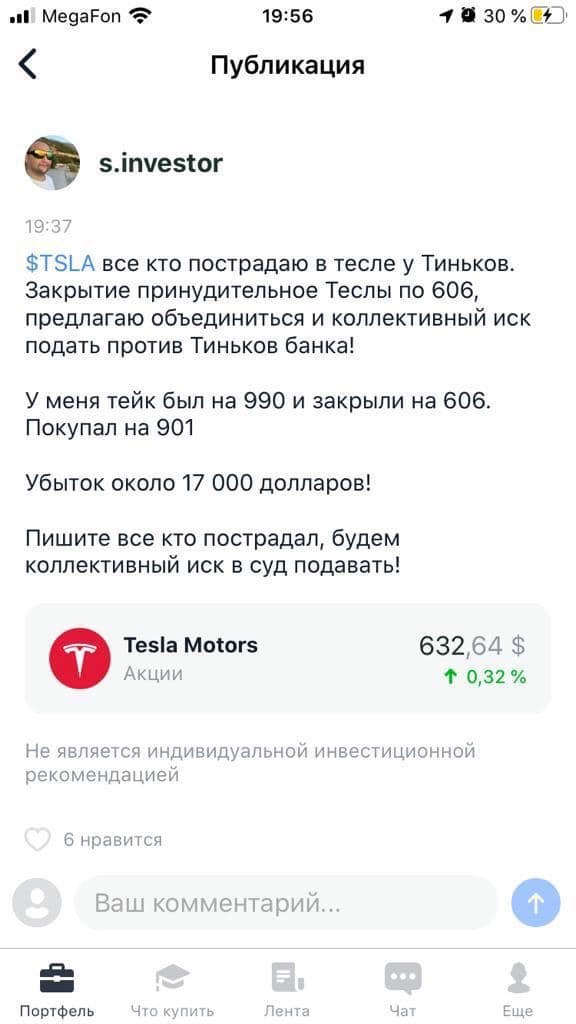 MegaFon 19:56 30 %
Публикация
s.investor
19:37
$TSLA все кто пострадаю в тесле у Тиньков.
Закрытие принудительное Теслы по 606,
предлагаю объединиться и коллективный иск
подать против Тиньков банка!
У меня тейк был на 990 и закрыли на 606.
Покупал на 901
Убыток около 17 000 долларов!
Пишите все кто пострадал, будем
коллективный иск в суд подавать!
Tesla Motors 632,64 $
Акции ↑ 0,32 %
Не является индивидуальной инвестиционной
рекомендацией
6 нравится
Ваш комментарий...
Портфель Что купить Лента Чат Еще